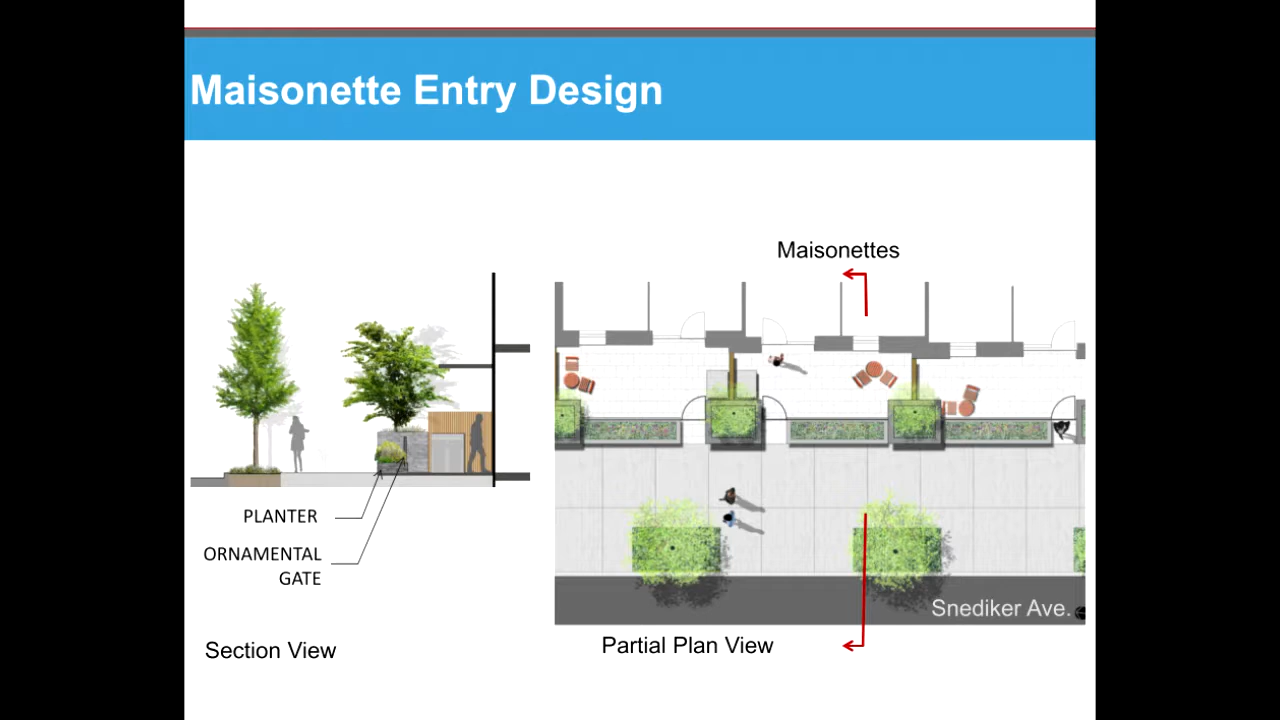 Maisonette Entry Design
Maisonettes
PLANTER
ORNAMENTAL
GATE
Snediker Ave.
Section View
Partial Plan View